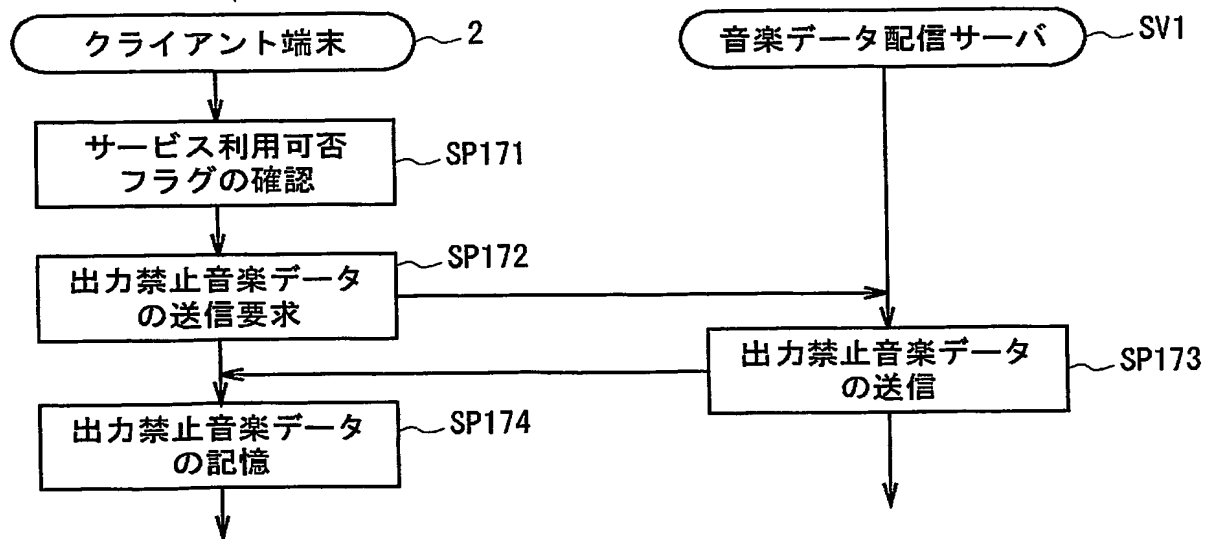 クライアント端末
2
音楽データ配信サーバ
SV1
サービス利用可否
フラグの確認
SP171
出力禁止音楽データ
の送信要求
SP172
出力禁止音楽データ
の送信
SP173
出力禁止音楽データ
の記憶
SP174